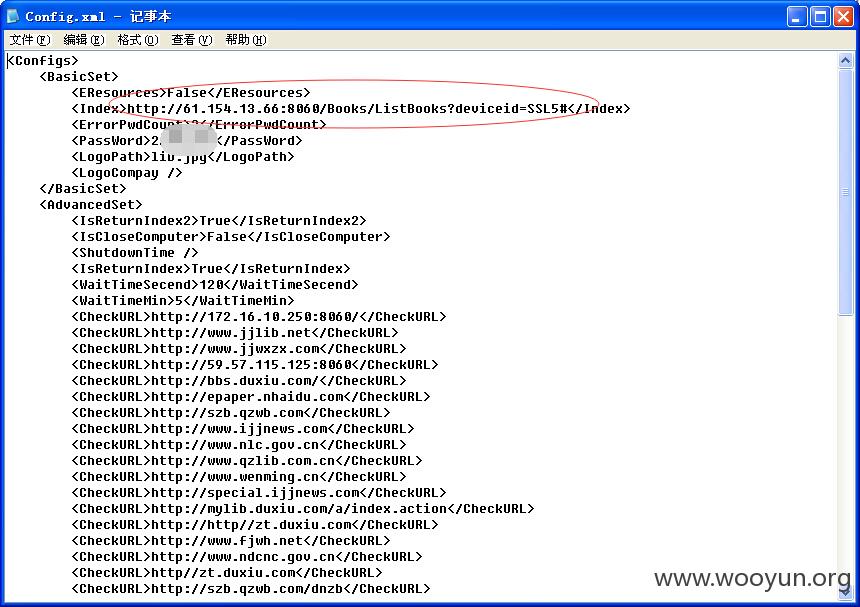 Config.xml - 记事本
文件(F) 编辑(E) 格式(O) 查看(V) 帮助(H)
<Configs>
<BasicSet>
<EResources>False</EResources>
<Index>http://61.154.13.66:8060/Books/ListBooks?deviceid=SSL5#</Index>
<ErrorPwdCount>3</ErrorPwdCount>
<PassWord>2 </PassWord>
<LogoPath>lib.jpg</LogoPath>
<LogoCompay />
</BasicSet>
<AdvancedSet>
<IsReturnIndex2>True</IsReturnIndex2>
<IsCloseComputer>False</IsCloseComputer>
<ShutdownTime />
<IsReturnIndex>True</IsReturnIndex>
<WaitTimeSecend>120</WaitTimeSecend>
<WaitTimeMin>5</WaitTimeMin>
<CheckURL>http://172.16.10.250:8060/</CheckURL>
<CheckURL>http://www.jjlib.net</CheckURL>
<CheckURL>http://www.jjwxzx.com</CheckURL>
<CheckURL>http://59.57.115.125:8060</CheckURL>
<CheckURL>http://bbs.duxiu.com/</CheckURL>
<CheckURL>http://epaper.nhaidu.com</CheckURL>
<CheckURL>http://szb.qzwb.com</CheckURL>
<CheckURL>http://www.ijjnews.com</CheckURL>
<CheckURL>http://www.nlc.gov.cn</CheckURL>
<CheckURL>http://www.qzlib.com.cn</CheckURL>
<CheckURL>http://www.wenming.cn</CheckURL>
<CheckURL>http://special.ijjnews.com</CheckURL>
<CheckURL>http://mylib.duxiu.com/a/index.action</CheckURL>
<CheckURL>http://http//zt.duxiu.com</CheckURL>
<CheckURL>http://www.fjwh.net</CheckURL>
<CheckURL>http://www.ndcnc.gov.cn</CheckURL>
<CheckURL>http//zt.duxiu.com</CheckURL>
<CheckURL>http://szb.qzwb.com/dnzb</CheckURL>
www.wooyun.org